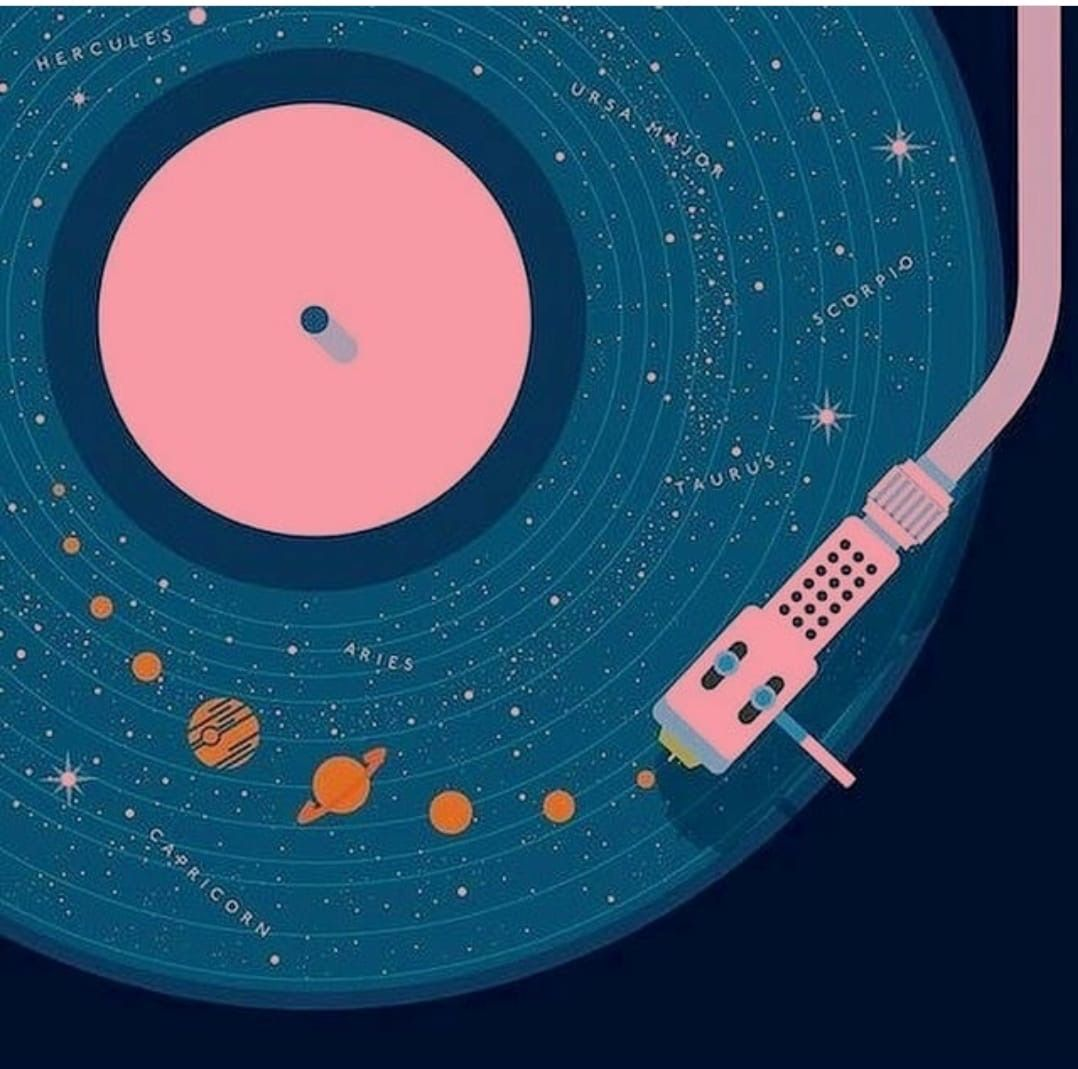 HERCULES
URSA MAJOR
SCORPIO
TAURUS
ARIES
CAPRICORN